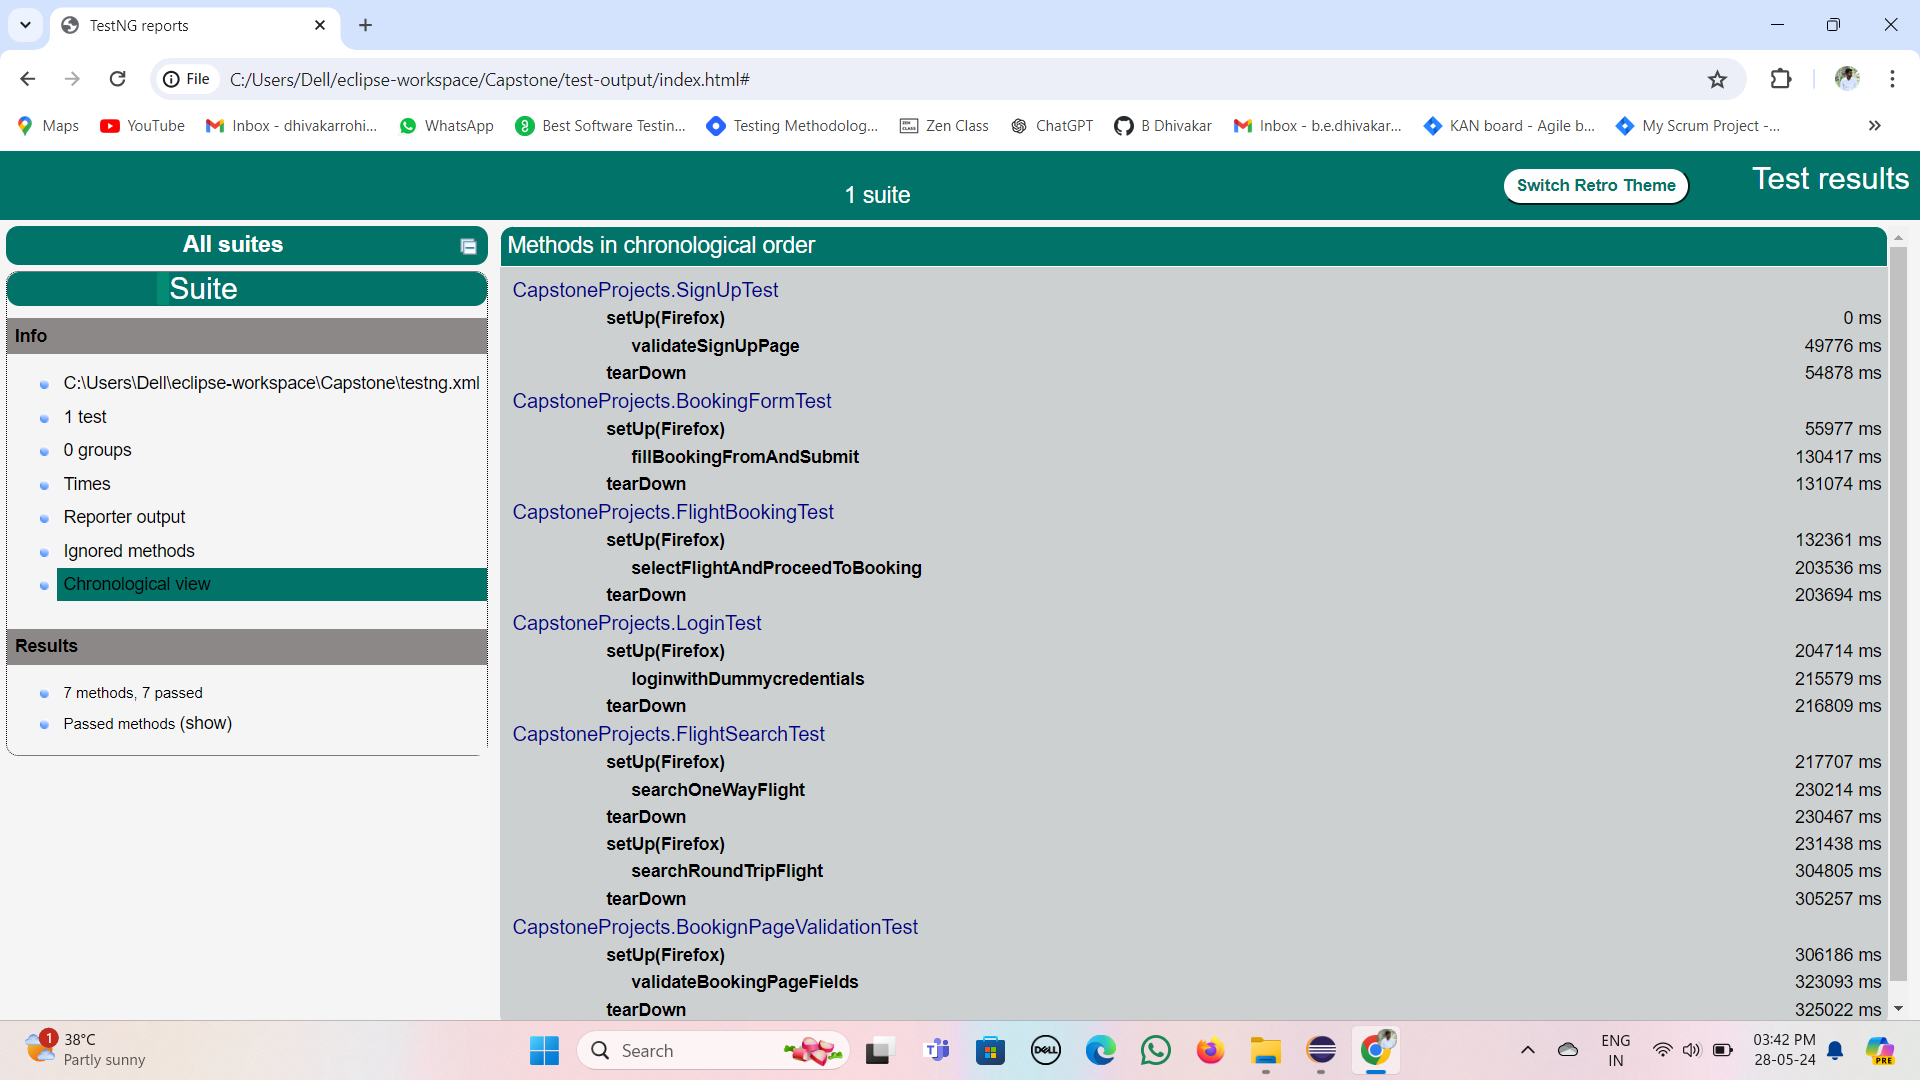 TestNG reports
File
C:/Users/Dell/eclipse-workspace/Capstone/test-output/index.html#
Maps
YouTube
Inbox - dhivakarrohi...
WhatsApp
Best Software Testin...
Testing Methodolog...
Zen Class
ChatGPT
B Dhivakar
Inbox - b.e.dhivakar...
KAN board - Agile b...
My Scrum Project -...
1 suite
Switch Retro Theme
Test results
All suites
Suite
Info
C:\Users\Dell\eclipse-workspace\Capstone\testng.xml
1 test
0 groups
Times
Reporter output
Ignored methods
Chronological view
Results
7 methods, 7 passed
Passed methods (show)
Methods in chronological order
CapstoneProjects.SignUpTest
setUp(Firefox) 0 ms
validateSignUpPage 49776 ms
tearDown 54878 ms
CapstoneProjects.BookingFormTest
setUp(Firefox) 55977 ms
fillBookingFromAndSubmit 130417 ms
tearDown 131074 ms
CapstoneProjects.FlightBookingTest
setUp(Firefox) 132361 ms
selectFlightAndProceedToBooking 203536 ms
tearDown 203694 ms
CapstoneProjects.LoginTest
setUp(Firefox) 204714 ms
loginwithDummycredentials 215579 ms
tearDown 216809 ms
CapstoneProjects.FlightSearchTest
setUp(Firefox) 217707 ms
searchOneWayFlight 230214 ms
tearDown 230467 ms
setUp(Firefox) 231438 ms
searchRoundTripFlight 304805 ms
tearDown 305257 ms
CapstoneProjects.BookignPageValidationTest
setUp(Firefox) 306186 ms
validateBookingPageFields 323093 ms
tearDown 325022 ms
1
38°C
Partly sunny
Search
DELL
ENG
IN
03:42 PM
28-05-24
PRE